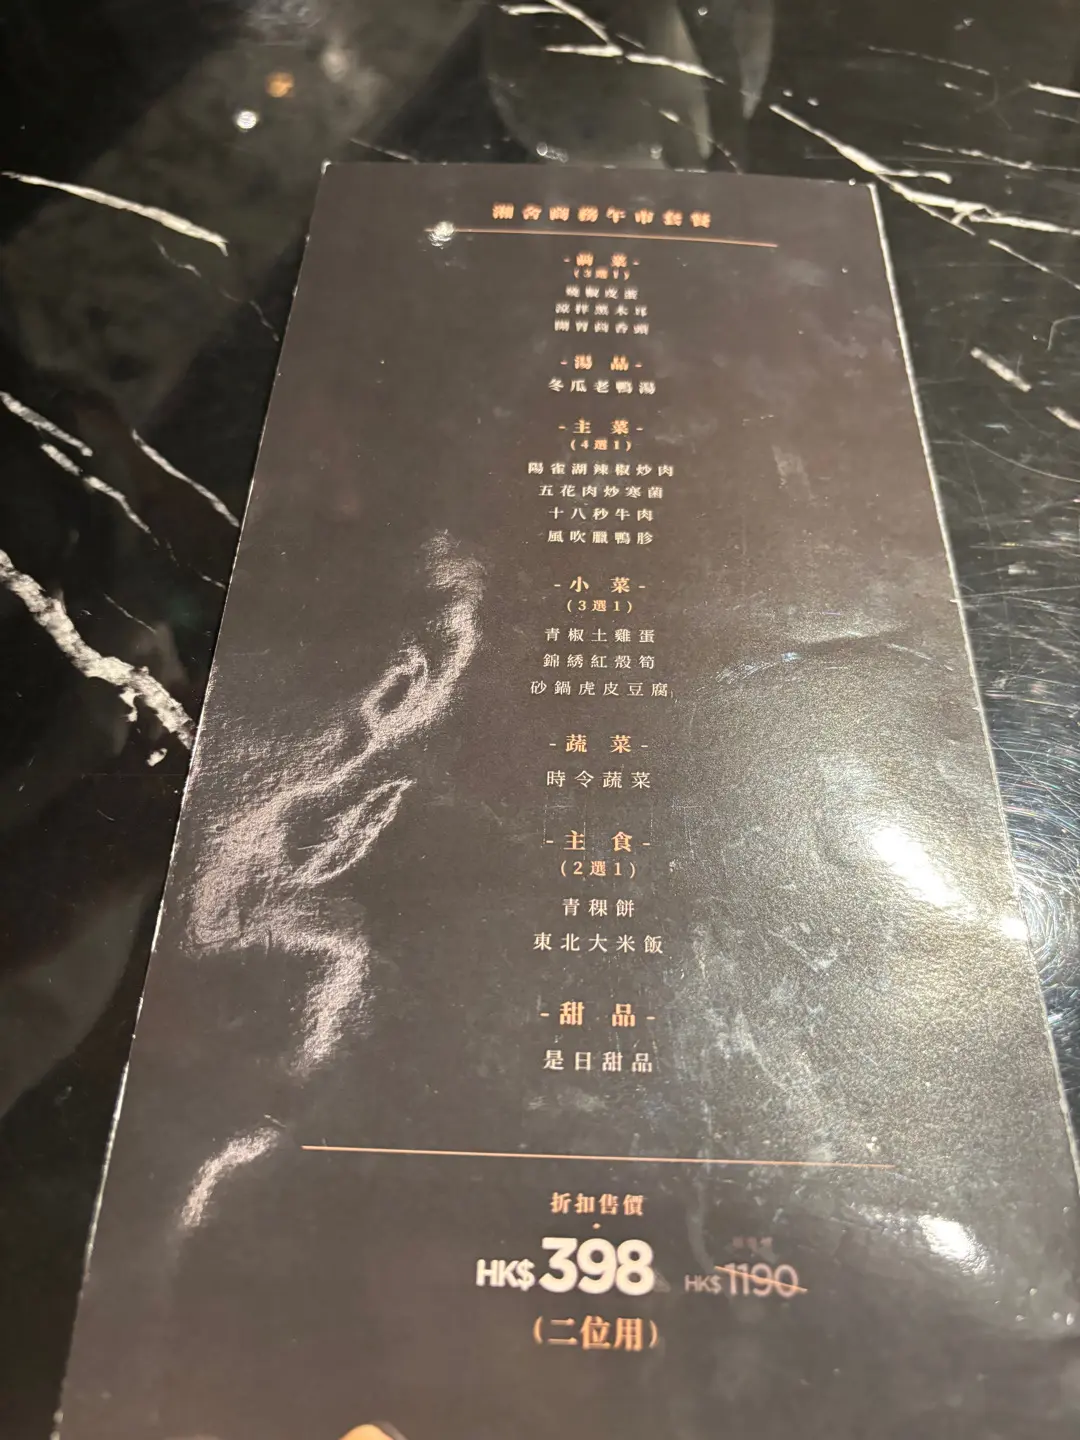 湘舍商務午市套餐
- 前 菜 -
(3選1)
燒椒皮蛋
涼拌黑木耳
開胃茼香頭
- 湯 品 -
冬瓜老鴨湯
- 主 菜 -
(4選1)
陽雀湖辣椒炒肉
五花肉炒寒菌
十八秒牛肉
風吹臘鴨胗
- 小 菜 -
(3選1)
青椒土雞蛋
錦綉紅殼筍
砂鍋虎皮豆腐
- 蔬 菜 -
時令蔬菜
- 主 食 -
(2選1)
青稞餅
東北大米飯
- 甜 品 -
是日甜品
折扣售價
HK$398 HK$1190
(二位用)